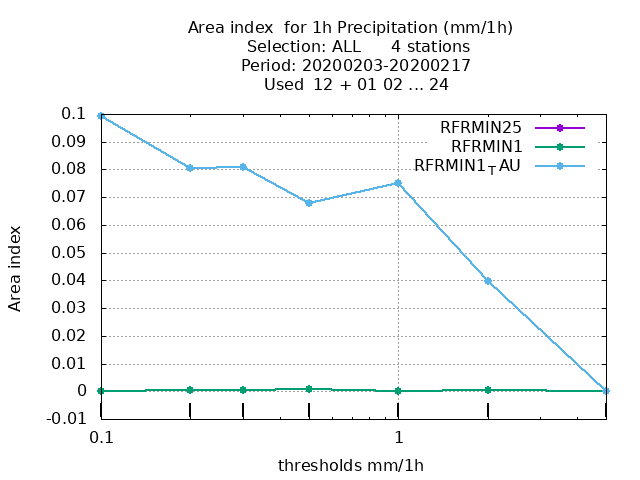 Area index  for 1h Precipitation (mm/1h)
Selection: ALL      4 stations
Period: 20200203-20200217
Used  12 + 01 02 ... 24
RFRMIN25
RFRMIN1
RFRMIN1TAU
0.1
0.09
0.08
0.07
0.06
0.05
0.04
0.03
0.02
0.01
0
-0.01
Area index
0.1 1
thresholds mm/1h